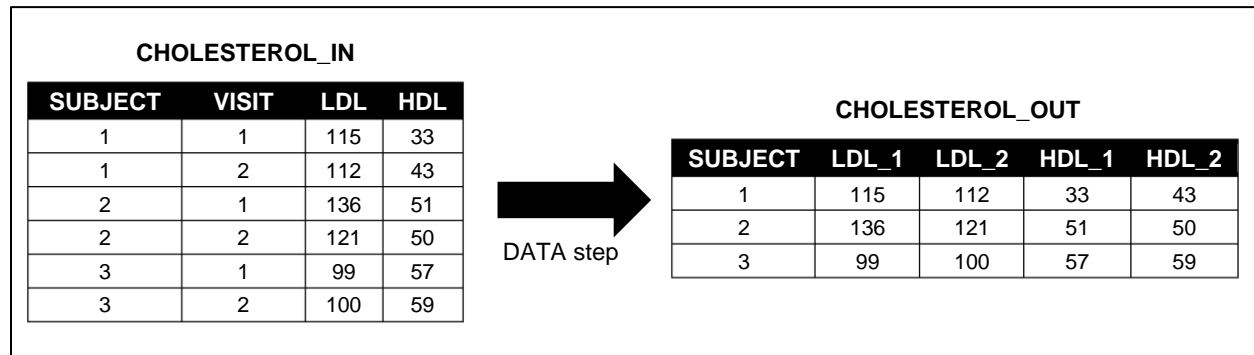 CHOLESTEROL_IN
SUBJECT VISIT LDL HDL
1 1 115 33
1 2 112 43
2 1 136 51
2 2 121 50
3 1 99 57
3 2 100 59
DATA step
CHOLESTEROL_OUT
SUBJECT LDL_1 LDL_2 HDL_1 HDL_2
1 115 112 33 43
2 136 121 51 50
3 99 100 57 59